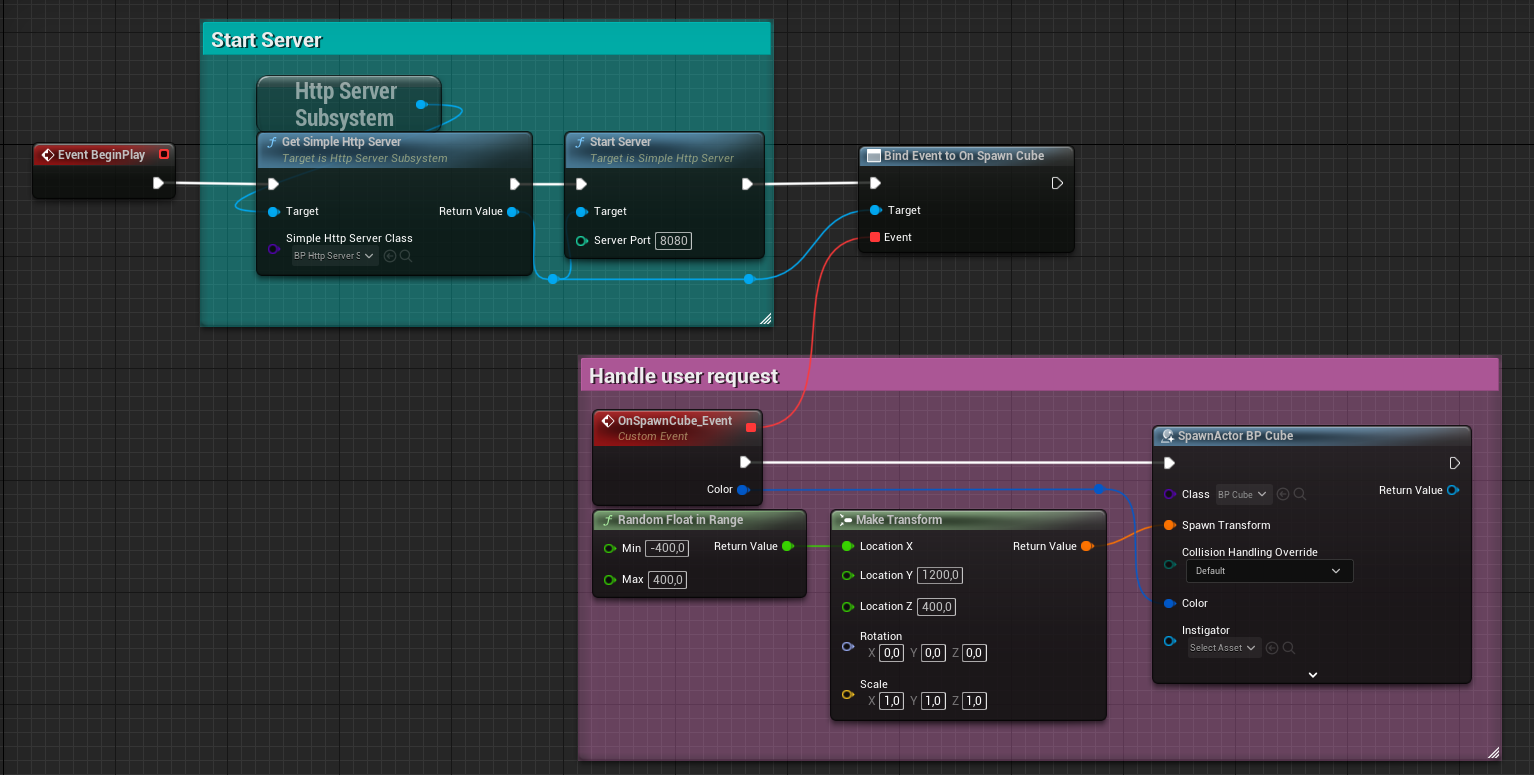 Start Server
Http Server
Subsystem
Event BeginPlay
Get Simple Http Server
Target is Http Server Subsystem
Target
Return Value
Simple Http Server Class
BP Http Server S
Start Server
Target is Simple Http Server
Target
Server Port 8080
Bind Event to On Spawn Cube
Target
Event
Handle user request
OnSpawnCube_Event
Custom Event
Color
Random Float in Range
Min -400,0
Return Value
Max 400,0
Make Transform
Location X
Return Value
Location Y 1200,0
Location Z 400,0
Rotation
X 0,0 Y 0,0 Z 0,0
Scale
X 1,0 Y 1,0 Z 1,0
SpawnActor BP Cube
Class BP Cube
Return Value
Spawn Transform
Collision Handling Override
Default
Color
Instigator
Select Asset